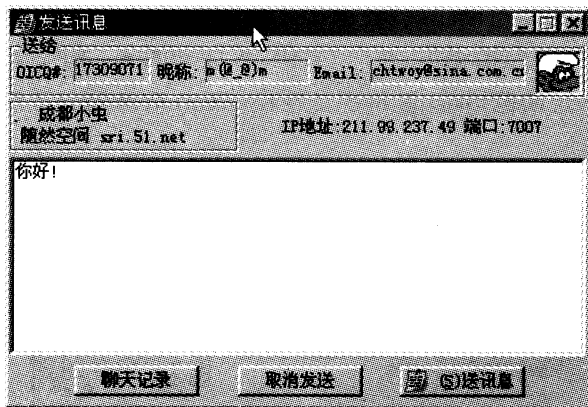 发送讯息
送给
OICQ#: 17309071 昵称: m(@_@)m Email: chtwoy@sina.com.cn
. 成都小虫
随然空间 sri.51.net
IP地址:211.99.237.49 端口:7007
你好!
聊天记录 取消发送 (S)送讯息